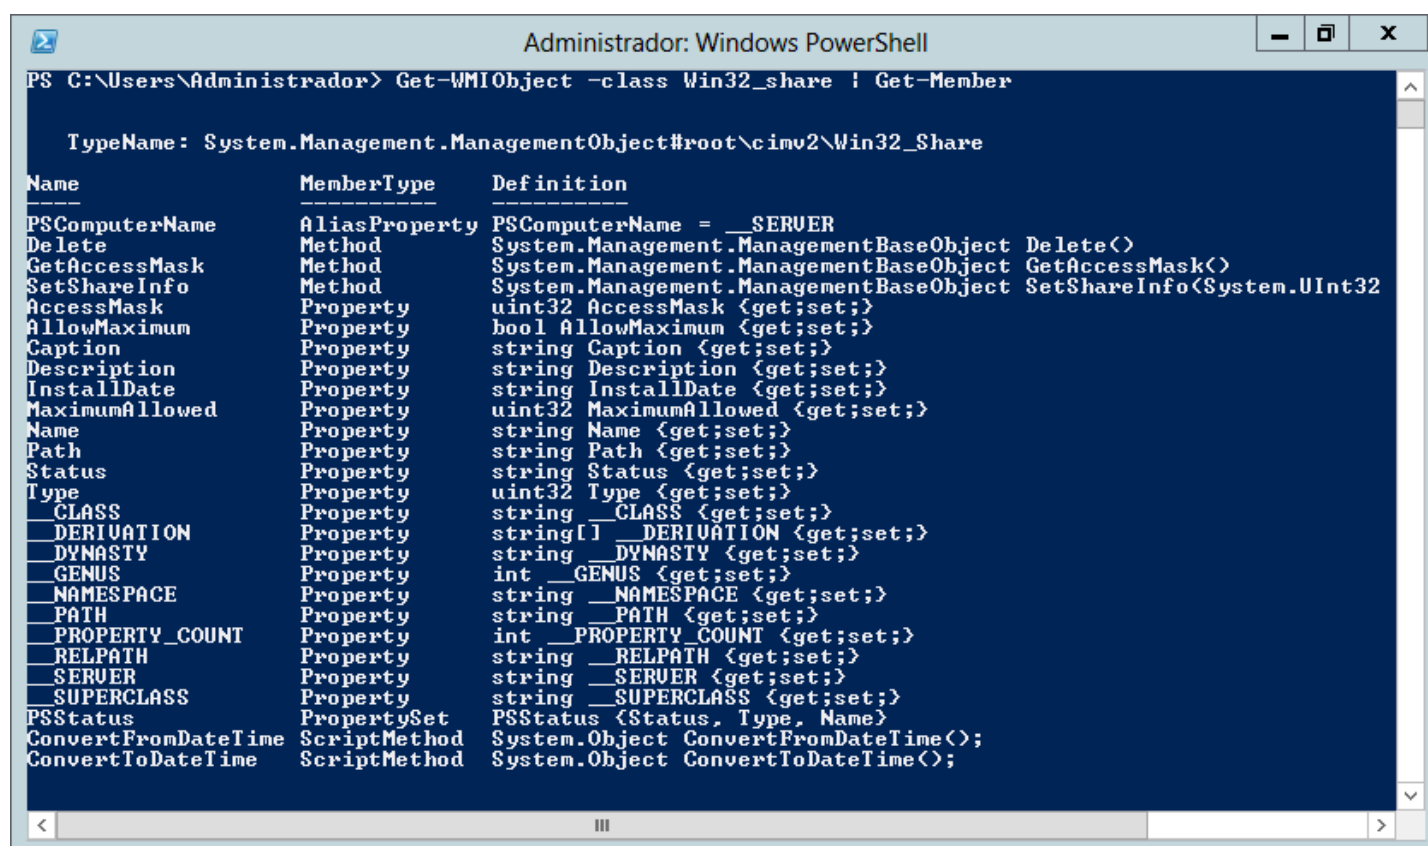 Administrador: Windows PowerShell
PS C:\Users\Administrador> Get-WMIObject -class Win32_share | Get-Member
TypeName: System.Management.ManagementObject#root\cimv2\Win32_Share
Name MemberType Definition
---- ---------- ----------
PSComputerName AliasProperty PSComputerName = __SERVER
Delete Method System.Management.ManagementBaseObject Delete()
GetAccessMask Method System.Management.ManagementBaseObject GetAccessMask()
SetShareInfo Method System.Management.ManagementBaseObject SetShareInfo(System.UInt32
AccessMask Property uint32 AccessMask {get;set;}
AllowMaximum Property bool AllowMaximum {get;set;}
Caption Property string Caption {get;set;}
Description Property string Description {get;set;}
InstallDate Property string InstallDate {get;set;}
MaximumAllowed Property uint32 MaximumAllowed {get;set;}
Name Property string Name {get;set;}
Path Property string Path {get;set;}
Status Property string Status {get;set;}
Type Property uint32 Type {get;set;}
__CLASS Property string __CLASS {get;set;}
__DERIVATION Property string[] __DERIVATION {get;set;}
__DYNASTY Property string __DYNASTY {get;set;}
__GENUS Property int __GENUS {get;set;}
__NAMESPACE Property string __NAMESPACE {get;set;}
__PATH Property string __PATH {get;set;}
__PROPERTY_COUNT Property int __PROPERTY_COUNT {get;set;}
__RELPATH Property string __RELPATH {get;set;}
__SERVER Property string __SERVER {get;set;}
__SUPERCLASS Property string __SUPERCLASS {get;set;}
PSStatus PropertySet PSStatus {Status, Type, Name}
ConvertFromDateTime ScriptMethod System.Object ConvertFromDateTime();
ConvertToDateTime ScriptMethod System.Object ConvertToDateTime();